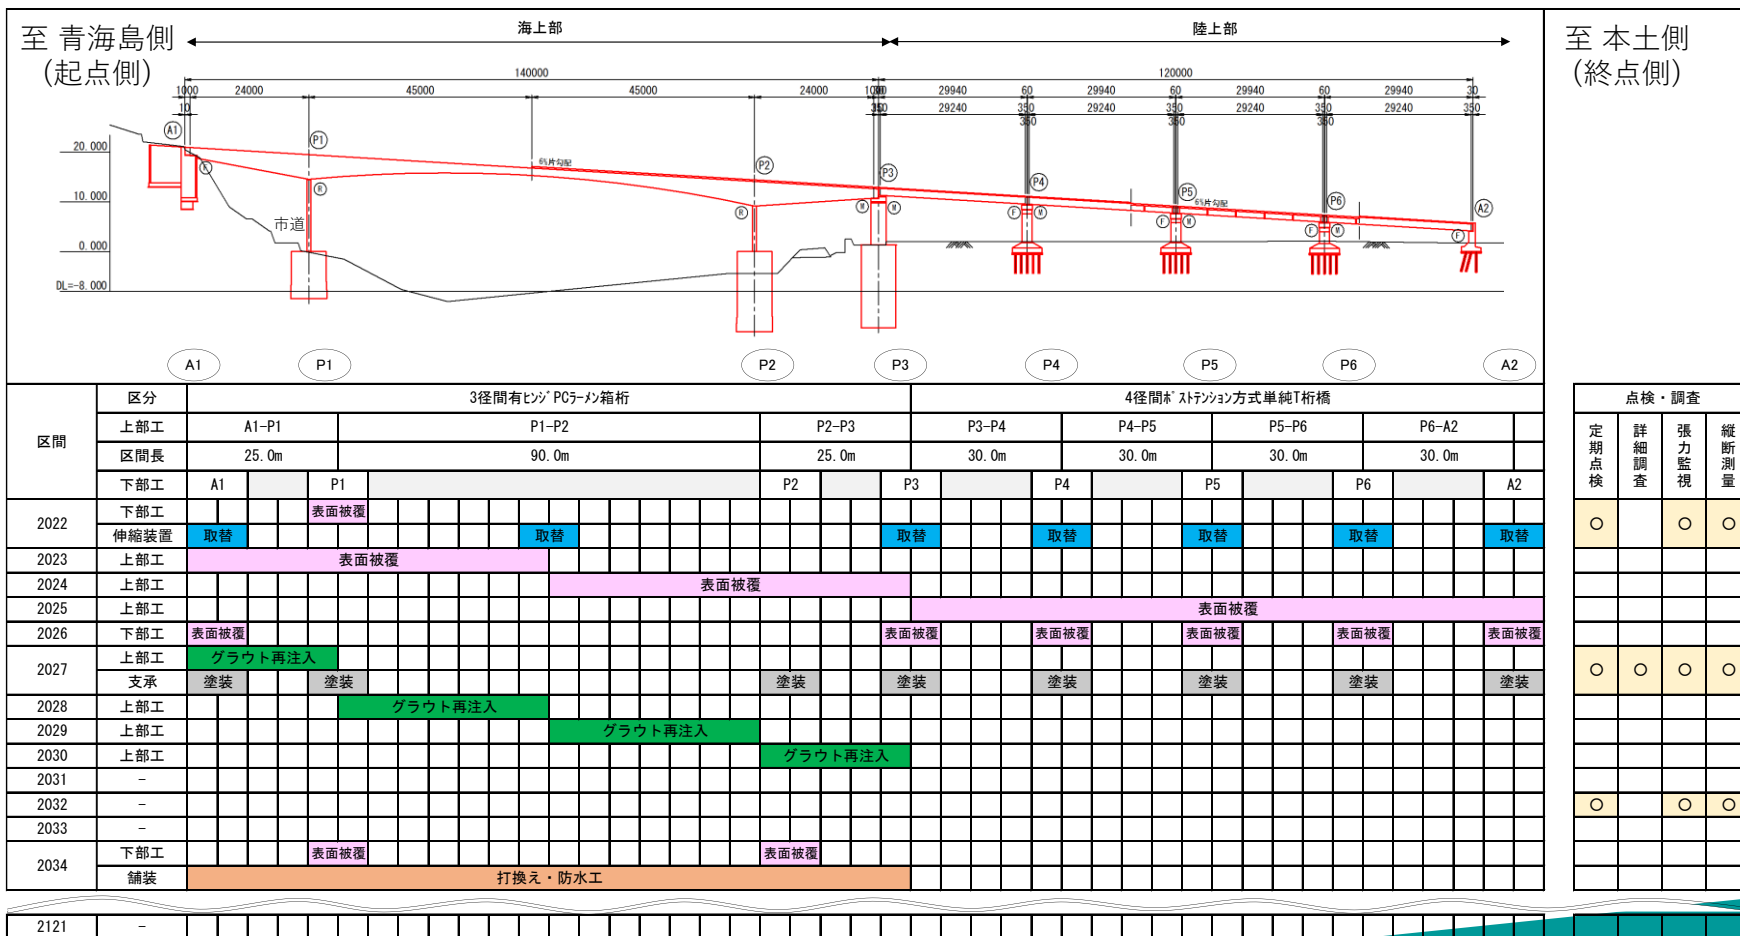 至 青海島側
(起点側)
海上部
陸上部
至 本土側
(終点側)
140000
120000
1000 24000 45000 45000 24000 29940 60 29940 60 29940 60 29940 30
10 350 29240 350 29240 350 29240 350 29240 350
350 350 350
A1 P1 P2 P3 P4 P5 P6 A2
6%片勾配
6%片勾配
20.000
10.000
0.000
DL=-8.000
市道
R R M M F M F M F M F
A1 P1 P2 P3 P4 P5 P6 A2
区間 区分 3径間有ヒンジPCラーメン箱桁 4径間ポストテンション方式単純T桁橋
上部工 A1-P1 P1-P2 P2-P3 P3-P4 P4-P5 P5-P6 P6-A2
区間長 25.0m 90.0m 25.0m 30.0m 30.0m 30.0m 30.0m
下部工 A1 P1 P2 P3 P4 P5 P6 A2
点検・調査
定期点検 詳細調査 張力監視 縦断測量
2022 下部工 表面被覆
伸縮装置 取替 取替 取替 取替 取替 取替 取替
○ ○ ○
2023 上部工 表面被覆
2024 上部工 表面被覆
2025 上部工 表面被覆
2026 下部工 表面被覆 表面被覆 表面被覆 表面被覆 表面被覆 表面被覆
2027 上部工 グラウト再注入
支承 塗装 塗装 塗装 塗装 塗装 塗装 塗装 塗装
○ ○ ○ ○
2028 上部工 グラウト再注入
2029 上部工 グラウト再注入
2030 上部工 グラウト再注入
2031 -
2032 - ○ ○ ○
2033 -
2034 下部工 表面被覆 表面被覆
舗装 打換え・防水工
2121 -